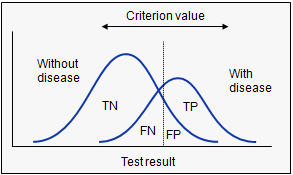 Criterion value
Without
disease
With
disease
TN
TP
FN
FP
Test result